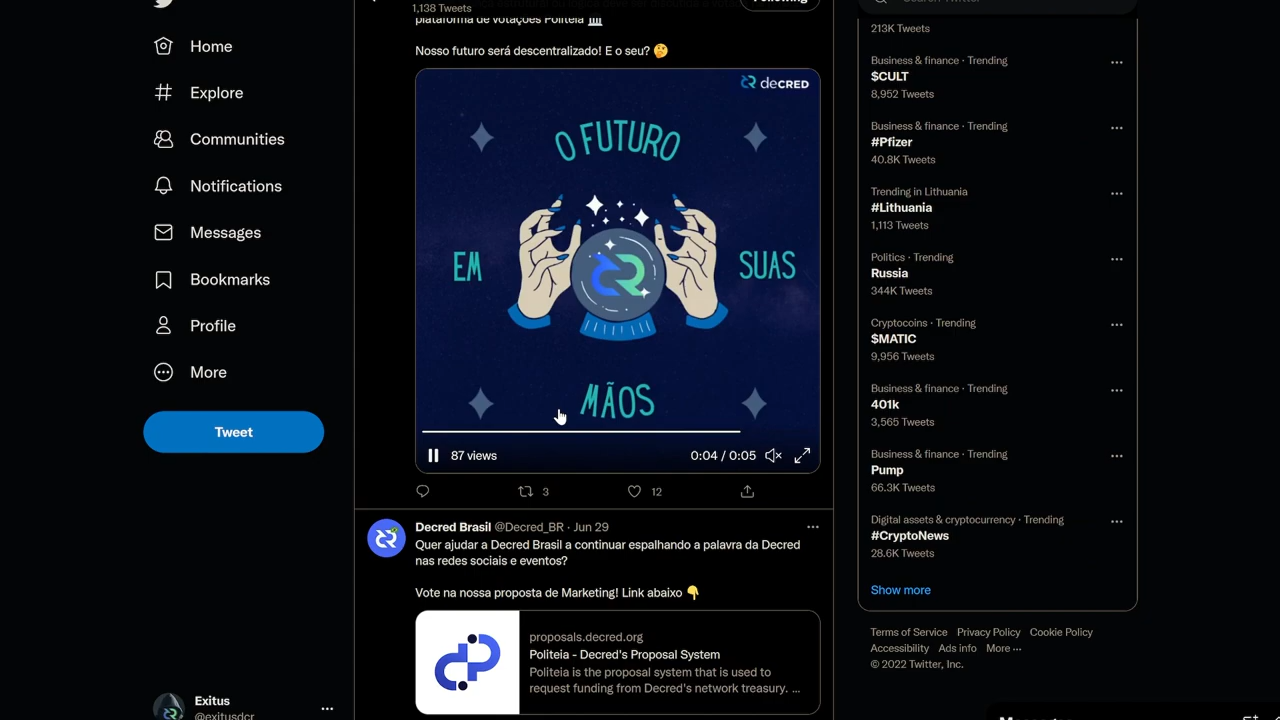 Home
Explore
Communities
Notifications
Messages
Bookmarks
Profile
More
Tweet
Exitus
@exitusdcr
1,138 Tweets
Following
plataforma de votações Politeia 🏛
Nosso futuro será descentralizado! E o seu? 🤔
DECRED
O FUTURO
EM
SUAS
MÃOS
87 views
0:04 / 0:05
3
12
Decred Brasil @Decred_BR · Jun 29
Quer ajudar a Decred Brasil a continuar espalhando a palavra da Decred
nas redes sociais e eventos?
Vote na nossa proposta de Marketing! Link abaixo 👇
proposals.decred.org
Politeia - Decred's Proposal System
Politeia is the proposal system that is used to
request funding from Decred's network treasury. ...
213K Tweets
Business & finance · Trending
$CULT
8,952 Tweets
Business & finance · Trending
#Pfizer
40.8K Tweets
Trending in Lithuania
#Lithuania
1,113 Tweets
Politics · Trending
Russia
344K Tweets
Cryptocoins · Trending
$MATIC
9,956 Tweets
Business & finance · Trending
401k
3,565 Tweets
Business & finance · Trending
Pump
66.3K Tweets
Digital assets & cryptocurrency · Trending
#CryptoNews
28.6K Tweets
Show more
Terms of Service Privacy Policy Cookie Policy
Accessibility Ads info More ···
© 2022 Twitter, Inc.